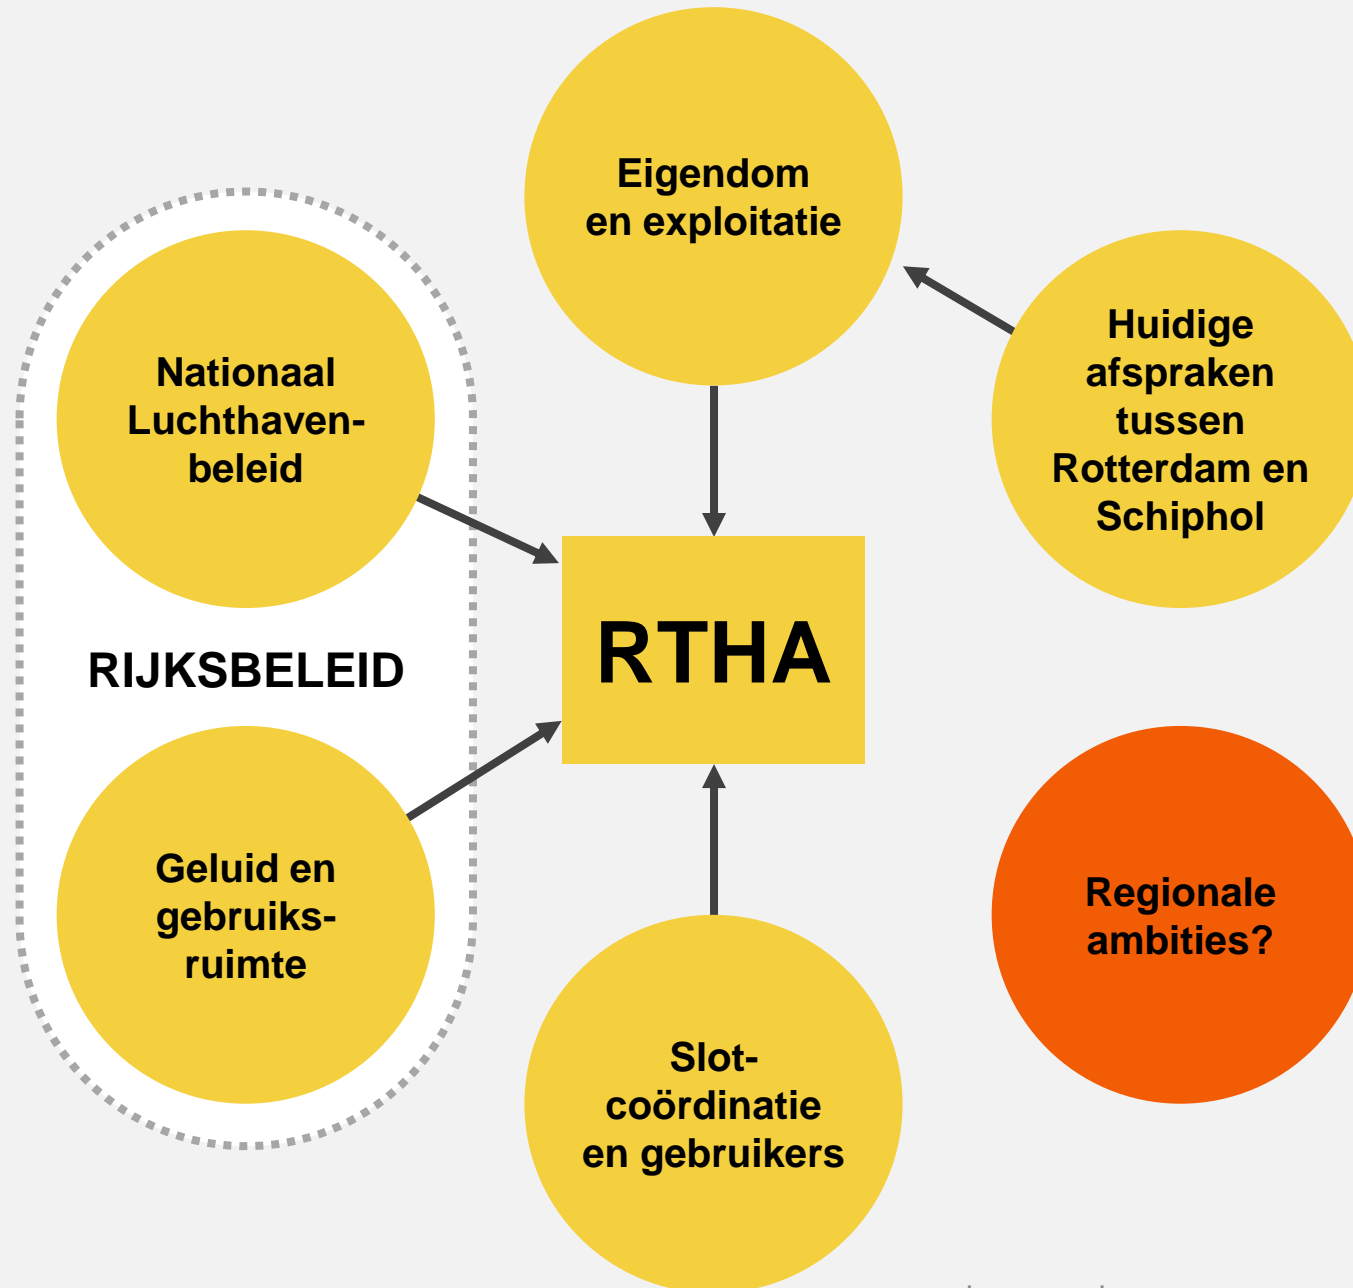 Eigendom
en exploitatie
Nationaal
Luchthaven-
beleid
Huidige
afspraken
tussen
Rotterdam en
Schiphol
RTHA
RIJKSBELEID
Geluid en
gebruiks-
ruimte
Regionale
ambities?
Slot-
coördinatie
en gebruikers